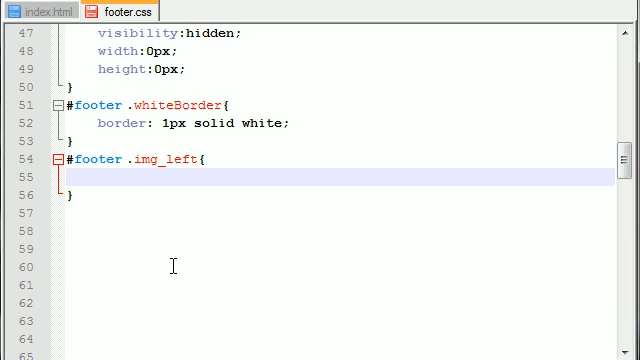 index.html footer.css
47 visibility:hidden;
48 width:0px;
49 height:0px;
50 }
51 #footer .whiteBorder{
52 border: 1px solid white;
53 }
54 #footer .img_left{
55
56 }
57
58
59
60
61
62
63
64
65